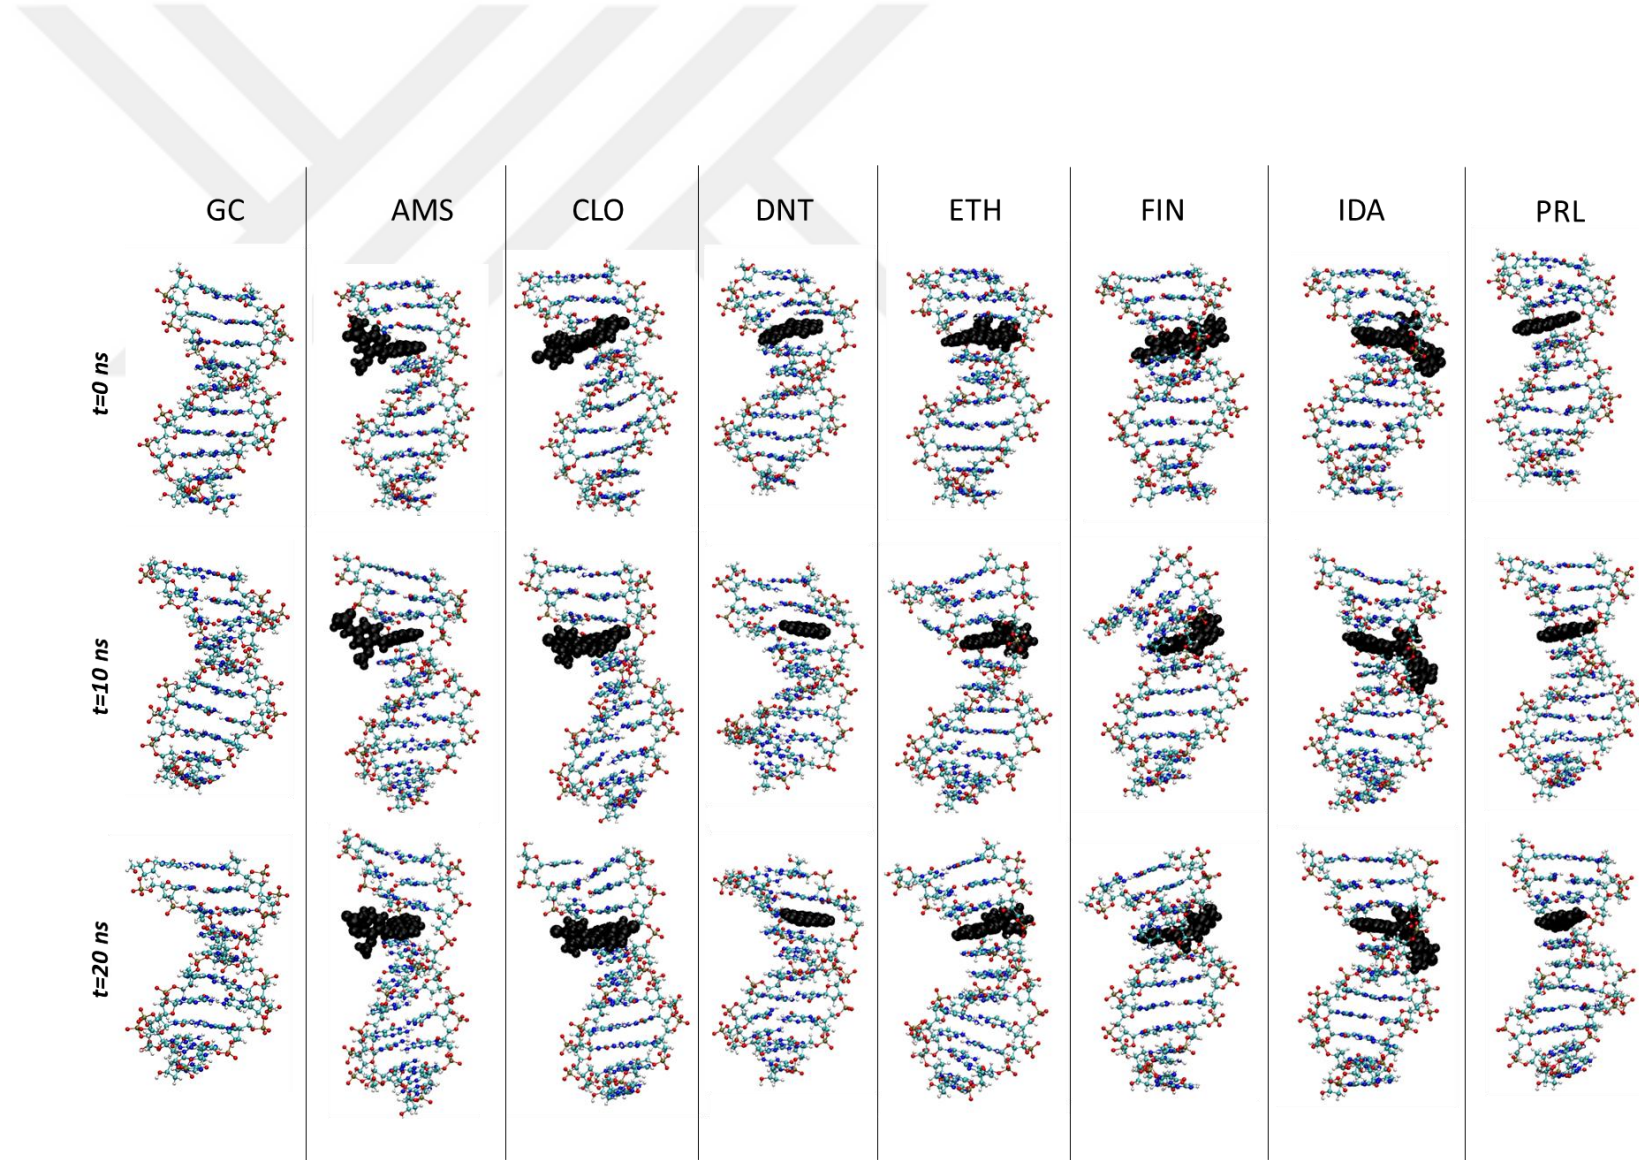 GC AMS CLO DNT ETH FIN IDA PRL
t=0 ns
t=10 ns
t=20 ns